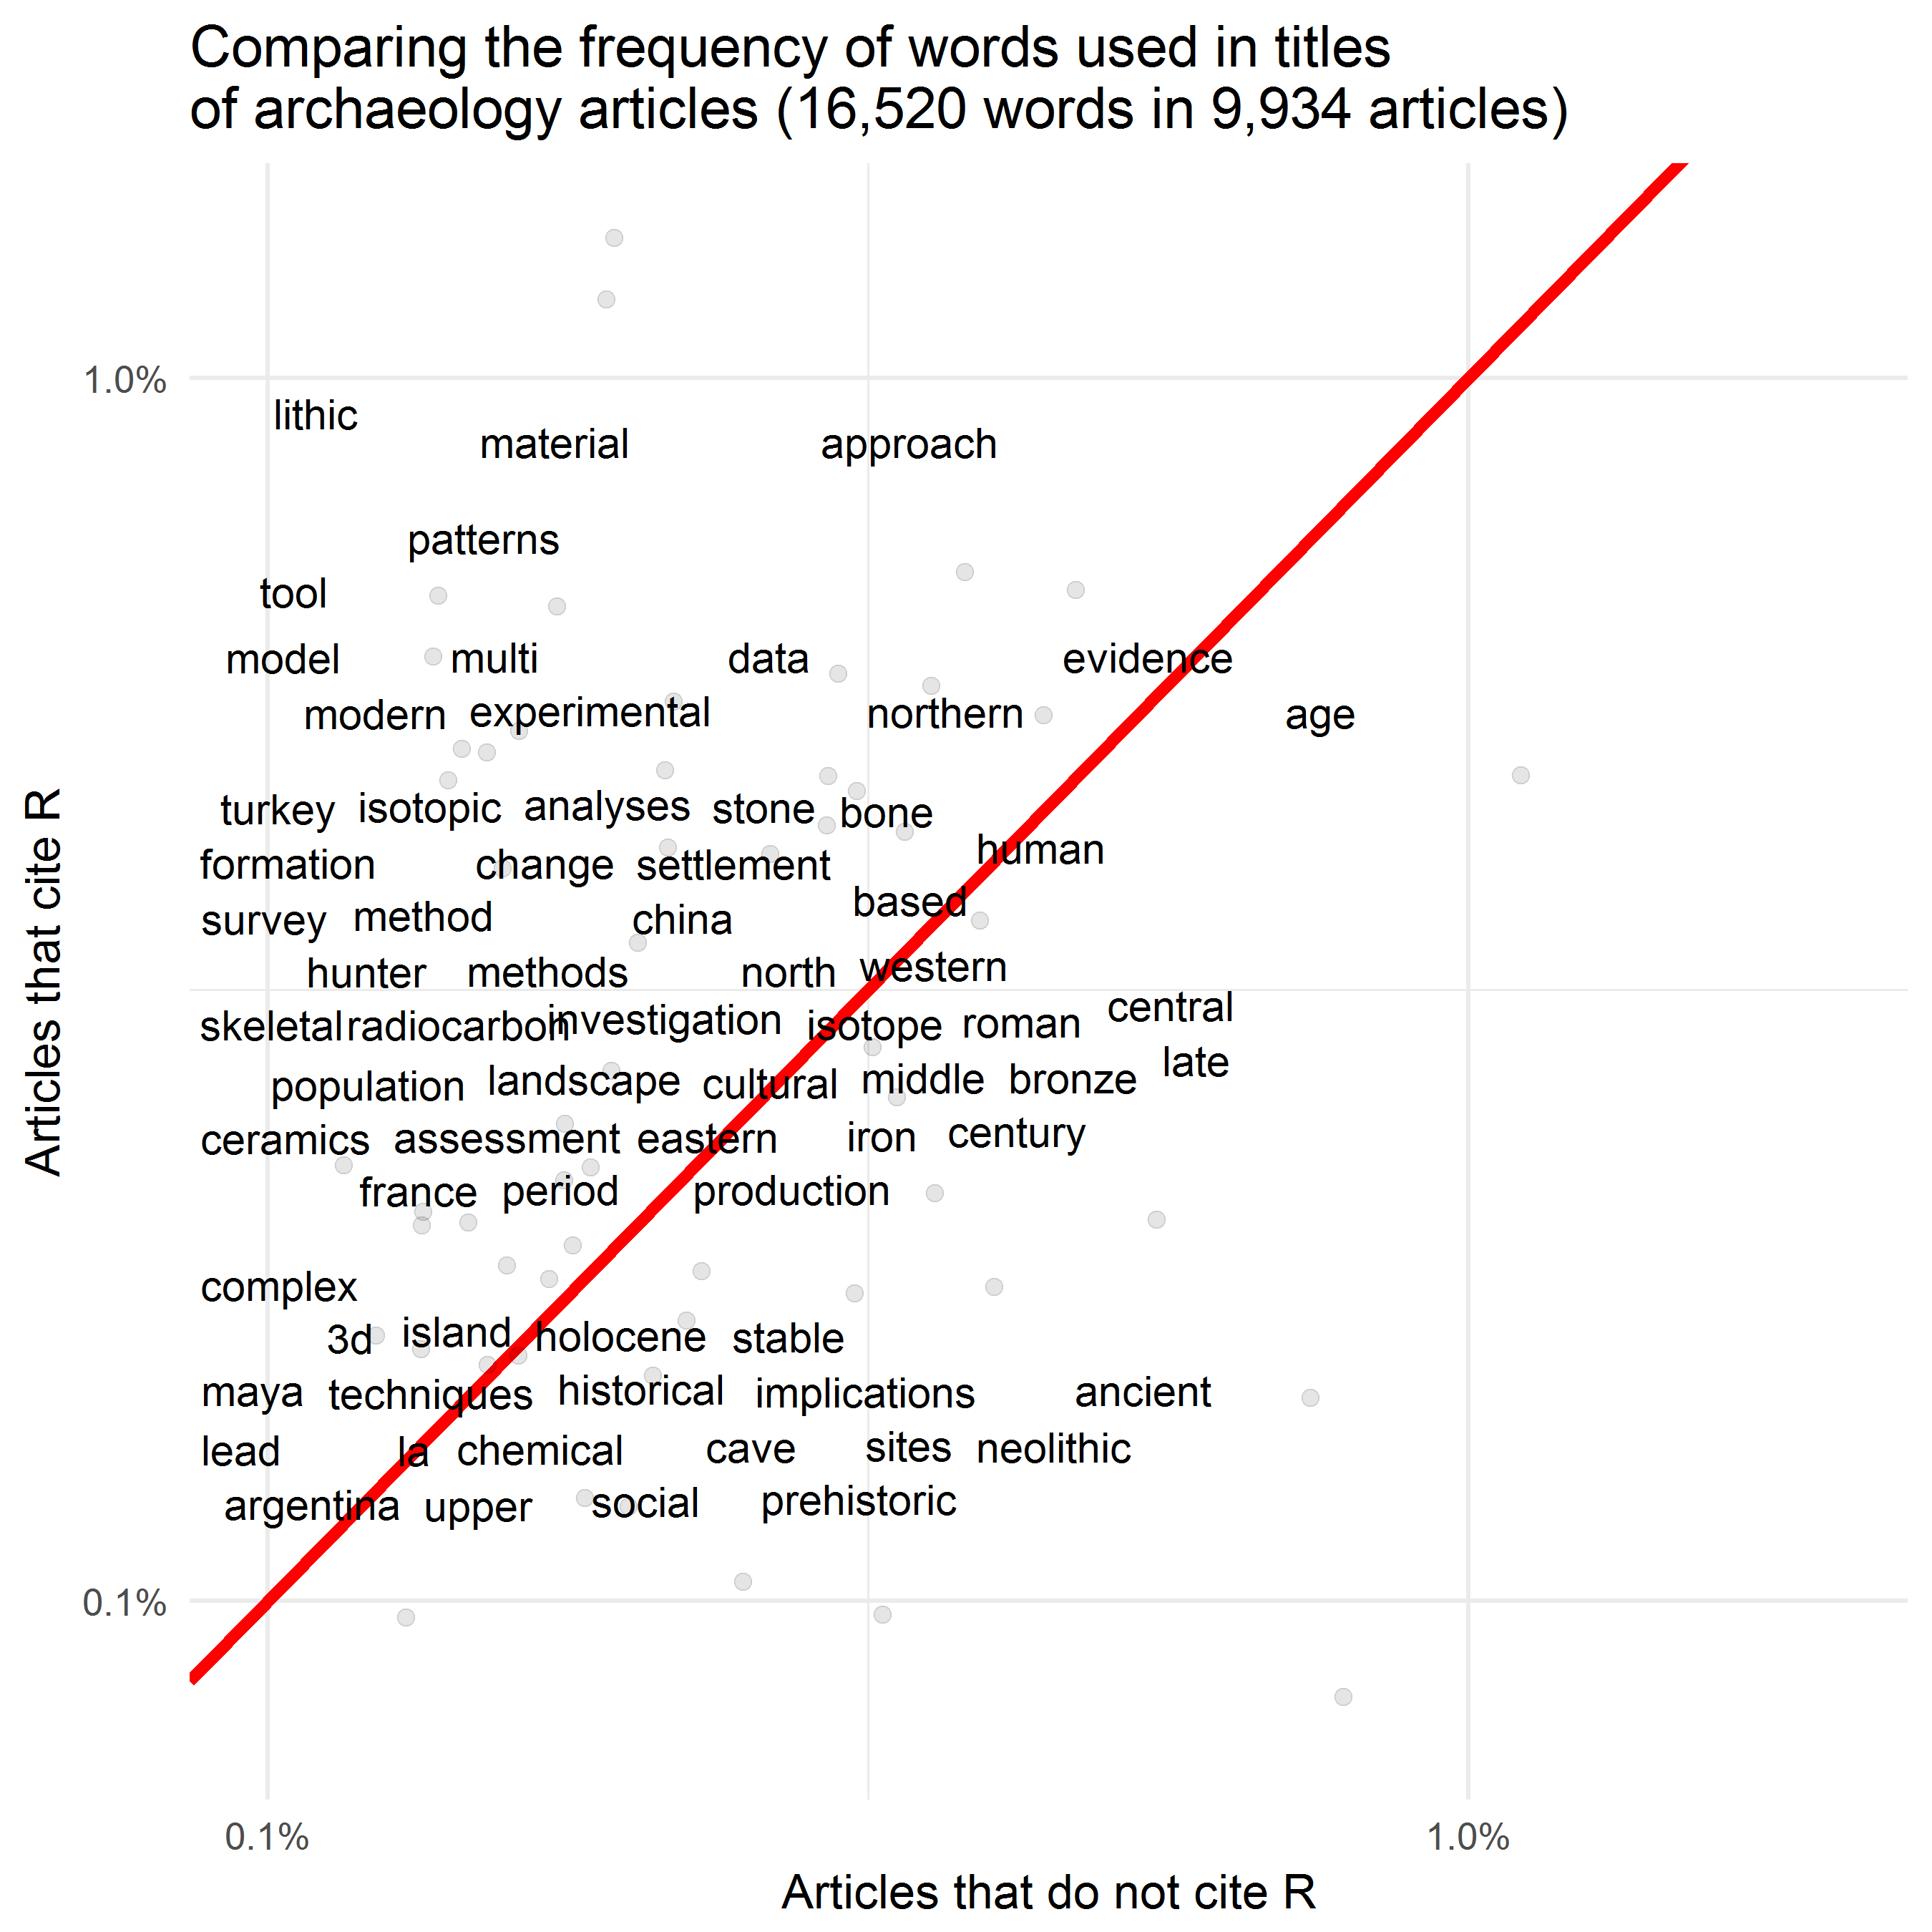 Comparing the frequency of words used in titles
of archaeology articles (16,520 words in 9,934 articles)
1.0%
lithic
material
approach
patterns
tool
model
multi
data
evidence
modern
experimental
northern
age
turkey
isotopic
analyses
stone
bone
formation
change
settlement
human
survey
method
china
based
hunter
methods
north
western
skeletal
radiocarbon
investigation
isotope
roman
central
population
landscape
cultural
middle
bronze
late
ceramics
assessment
eastern
iron
century
france
period
production
complex
3d
island
holocene
stable
maya
techniques
historical
implications
ancient
lead
la
chemical
cave
sites
neolithic
argentina
upper
social
prehistoric
0.1%
Articles that cite R
0.1%
1.0%
Articles that do not cite R